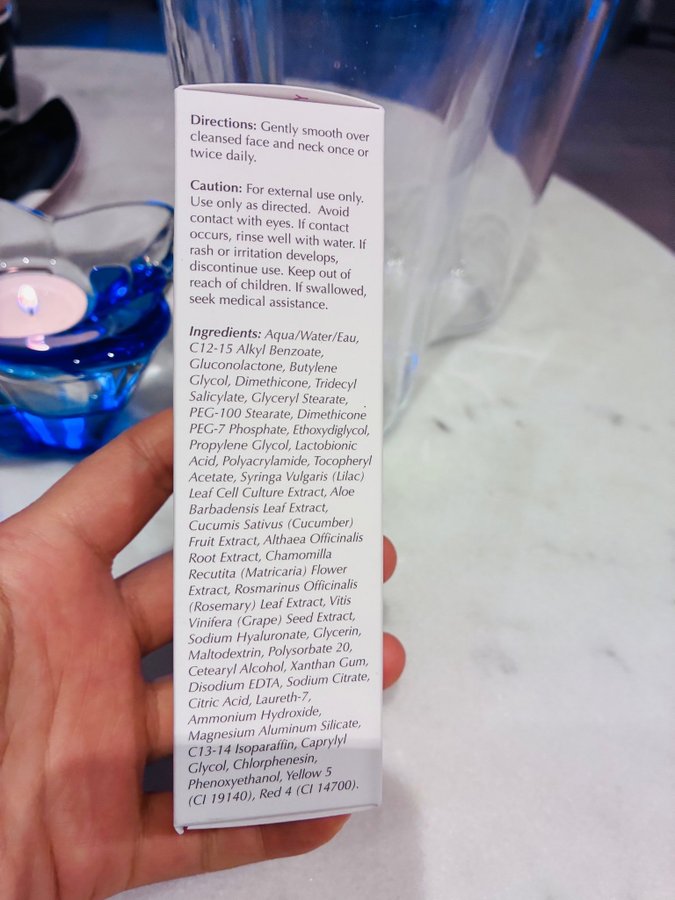 Directions: Gently smooth over
cleansed face and neck once or
twice daily.
Caution: For external use only.
Use only as directed. Avoid
contact with eyes. If contact
occurs, rinse well with water. If
rash or irritation develops,
discontinue use. Keep out of
reach of children. If swallowed,
seek medical assistance.
Ingredients: Aqua/Water/Eau,
C12-15 Alkyl Benzoate,
Gluconolactone, Butylene
Glycol, Dimethicone, Tridecyl
Salicylate, Glyceryl Stearate,
PEG-100 Stearate, Dimethicone
PEG-7 Phosphate, Ethoxydiglycol,
Propylene Glycol, Lactobionic
Acid, Polyacrylamide, Tocopheryl
Acetate, Syringa Vulgaris (Lilac)
Leaf Cell Culture Extract, Aloe
Barbadensis Leaf Extract,
Cucumis Sativus (Cucumber)
Fruit Extract, Althaea Officinalis
Root Extract, Chamomilla
Recutita (Matricaria) Flower
Extract, Rosmarinus Officinalis
(Rosemary) Leaf Extract, Vitis
Vinifera (Grape) Seed Extract,
Sodium Hyaluronate, Glycerin,
Maltodextrin, Polysorbate 20,
Cetearyl Alcohol, Xanthan Gum,
Disodium EDTA, Sodium Citrate,
Citric Acid, Laureth-7,
Ammonium Hydroxide,
Magnesium Aluminum Silicate,
C13-14 Isoparaffin, Caprylyl
Glycol, Chlorphenesin,
Phenoxyethanol, Yellow 5
(CI 19140), Red 4 (CI 14700).